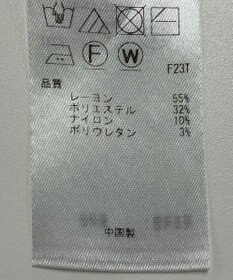 F W
F23T
品質
レーヨン 55%
ポリエステル 32%
ナイロン 10%
ポリウレタン 3%
中国製